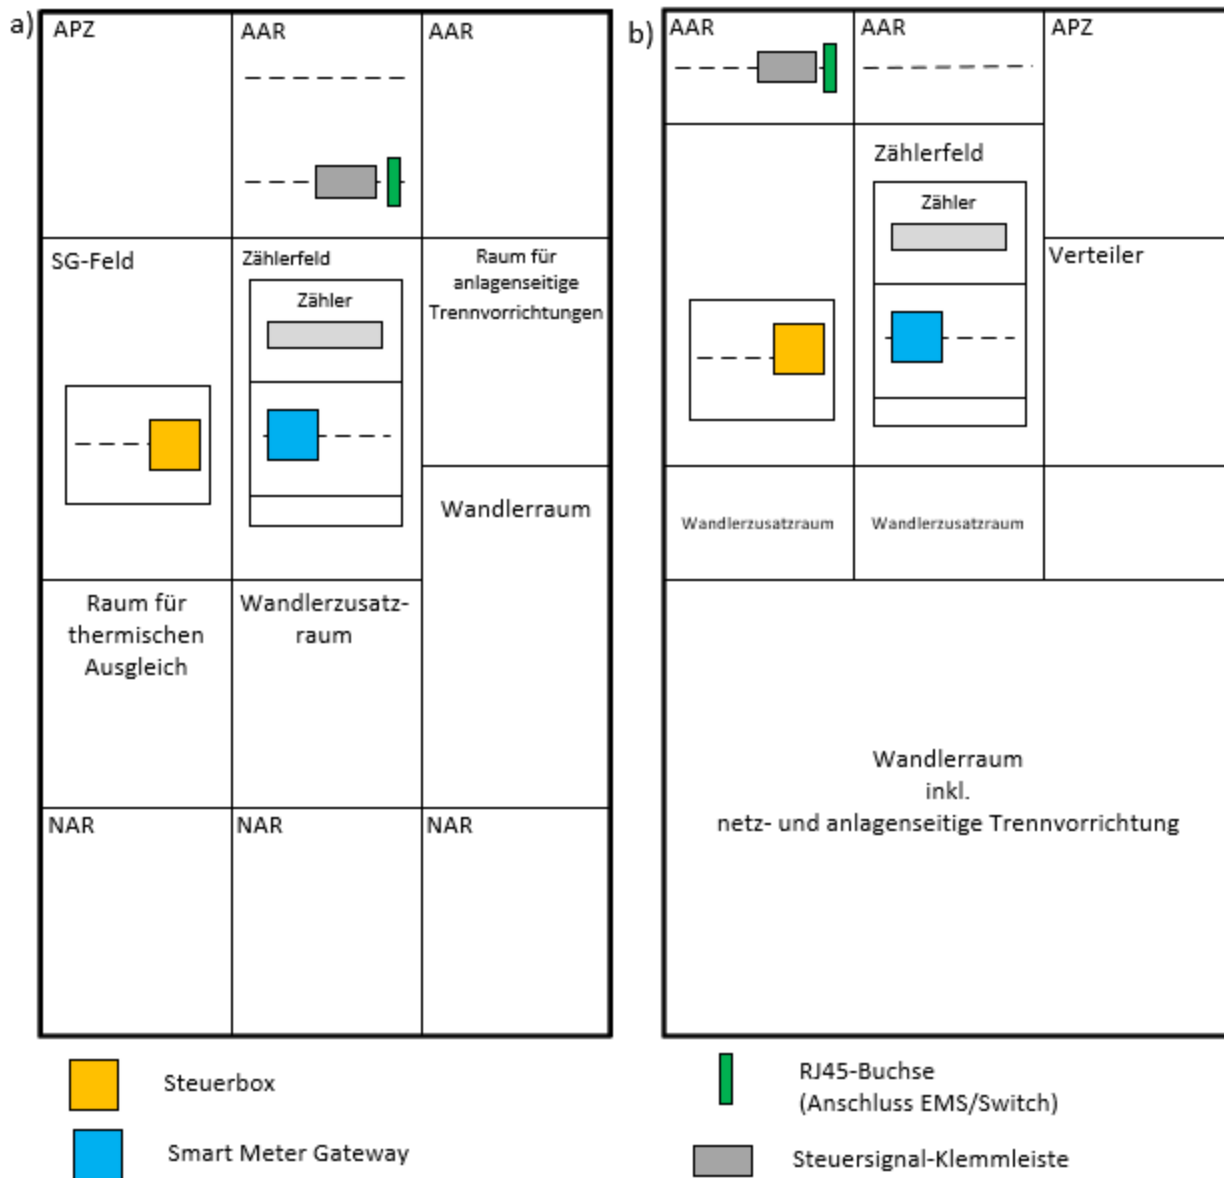 a)
APZ
AAR
AAR
SG-Feld
Zählerfeld
Zähler
Raum für
anlagenseitige
Trennvorrichtungen
Wandlerraum
Raum für
thermischen
Ausgleich
Wandlerzusatz-
raum
NAR
NAR
NAR
b)
AAR
AAR
APZ
Zählerfeld
Zähler
Verteiler
Wandlerzusatzraum
Wandlerzusatzraum
Wandlerraum
inkl.
netz- und anlagenseitige Trennvorrichtung
Steuerbox
Smart Meter Gateway
RJ45-Buchse
(Anschluss EMS/Switch)
Steuersignal-Klemmleiste